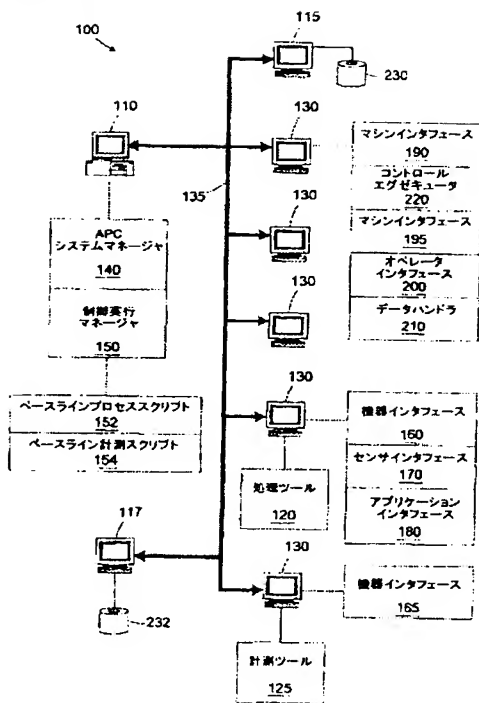 100
115
230
110
130
マシンインタフェース
190
コントロール
エグゼキュータ
220
135
130
マシンインタフェース
195
APC
システムマネージャ
140
オペレータ
インタフェース
200
130
データハンドラ
210
制御実行
マネージャ
150
130
ベースラインプロセススクリプト
152
ベースライン計測スクリプト
154
機器インタフェース
160
センサインタフェース
170
処理ツール
120
アプリケーション
インタフェース
180
117
130
機器インタフェース
165
232
計測ツール
125